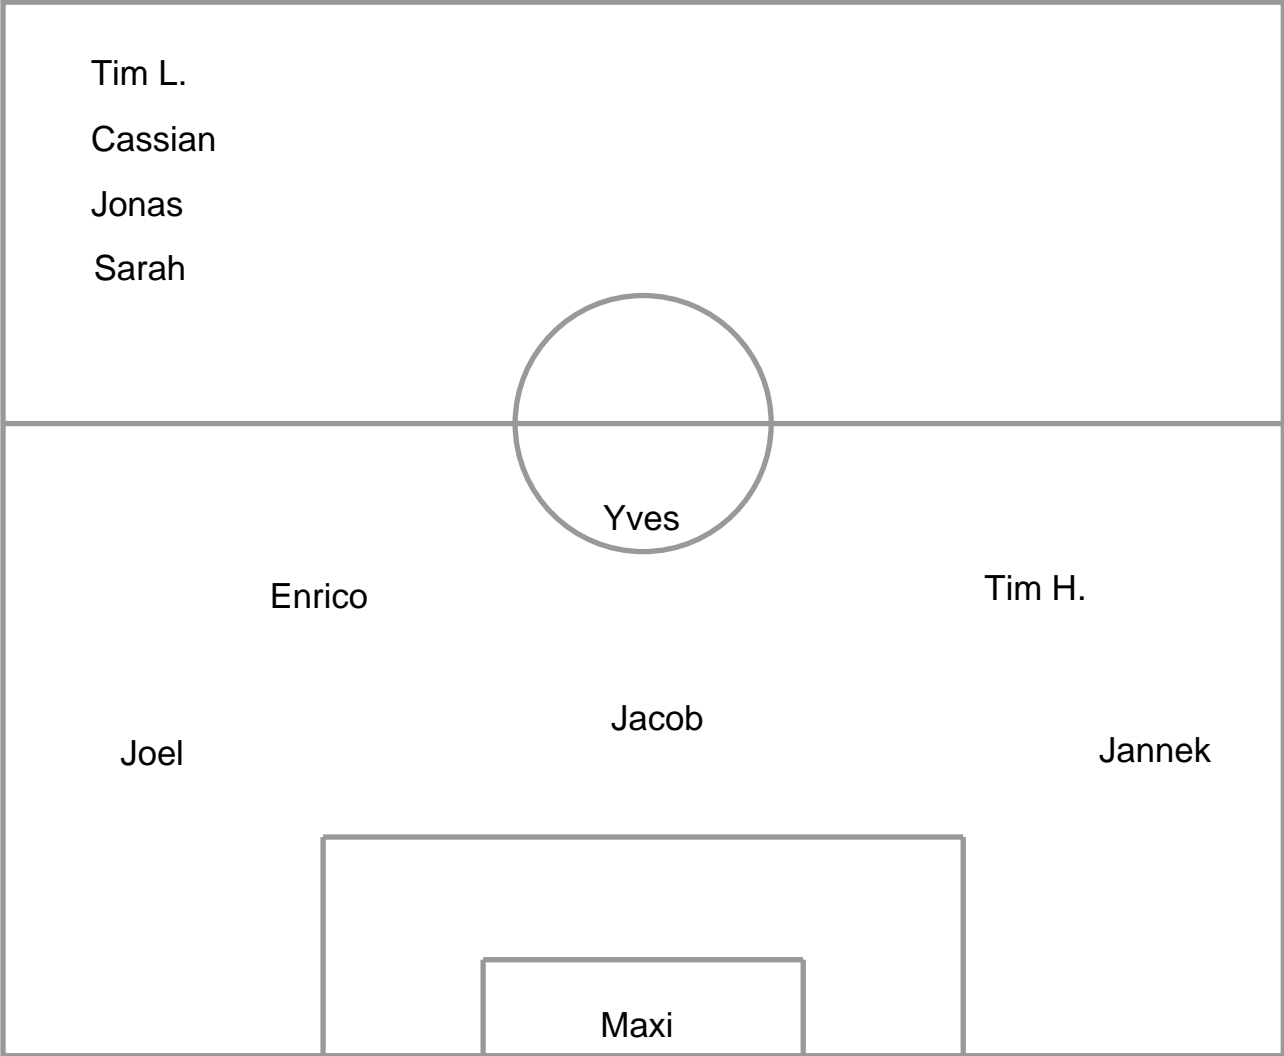 Tim L.
Cassian
Jonas
Sarah
Yves
Enrico
Tim H.
Jacob
Joel
Jannek
Maxi